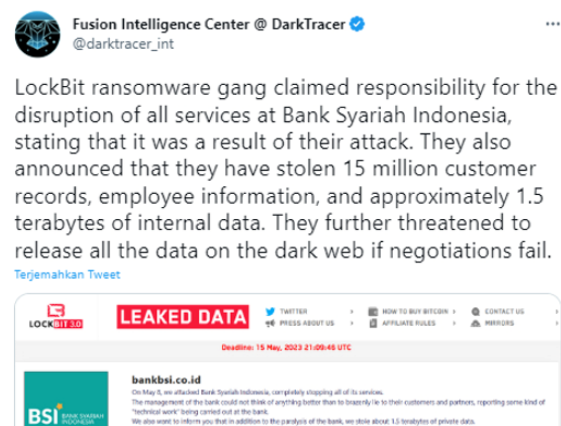 Fusion Intelligence Center @ DarkTracer
@darktracer_int
LockBit ransomware gang claimed responsibility for the
disruption of all services at Bank Syariah Indonesia,
stating that it was a result of their attack. They also
announced that they have stolen 15 million customer
records, employee information, and approximately 1.5
terabytes of internal data. They further threatened to
release all the data on the dark web if negotiations fail.
Terjemahkan Tweet
LOCKBIT 3.0
LEAKED DATA
TWITTER
PRESS ABOUT US
HOW TO BUY BITCOIN
AFFILIATE RULES
CONTACT US
MIRRORS
Deadline: 15 May, 2023 21:09:46 UTC
BSI BANK SYARIAH INDONESIA
bankbsi.co.id
On May 8, we attacked Bank Syariah Indonesia, completely stopping all of its services.
The management of the bank could not think of anything better than to brazenly lie to their customers and partners, reporting some kind of
"technical work" being carried out at the bank.
We also want to inform you that in addition to the paralysis of the bank, we stole about 1.5 terabytes of private data.